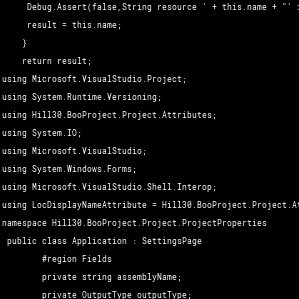 Debug.Assert(false,String resource ' + this.name + "'
result = this.name;
}
return result;
using Microsoft.VisualStudio.Project;
using System.Runtime.Versioning;
using Hill30.BooProject.Project.Attributes;
using System.IO;
using Microsoft.VisualStudio;
using System.Windows.Forms;
using Microsoft.VisualStudio.Shell.Interop;
using LocDisplayNameAttribute = Hill30.BooProject.Project.At
namespace Hill30.BooProject.Project.ProjectProperties
public class Application : SettingsPage
#region Fields
private string assemblyName;
private OutputType outputType;